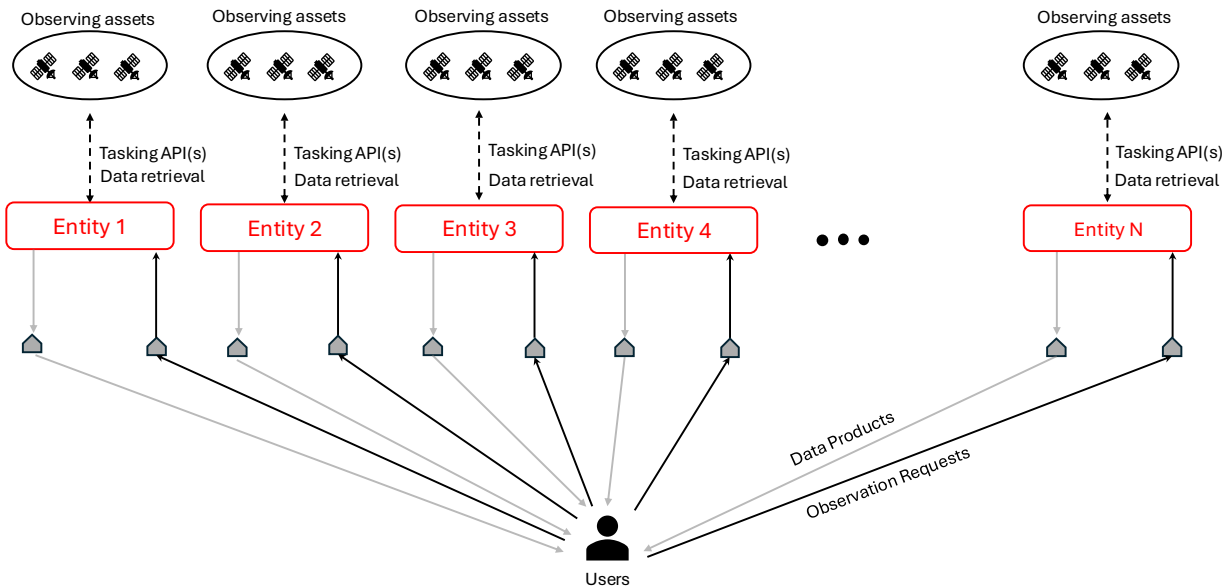 Observing assets
Observing assets
Observing assets
Observing assets
Observing assets
Tasking API(s)
Data retrieval
Tasking API(s)
Data retrieval
Tasking API(s)
Data retrieval
Tasking API(s)
Data retrieval
Tasking API(s)
Data retrieval
Entity 1
Entity 2
Entity 3
Entity 4
Entity N
Data Products
Observation Requests
Users